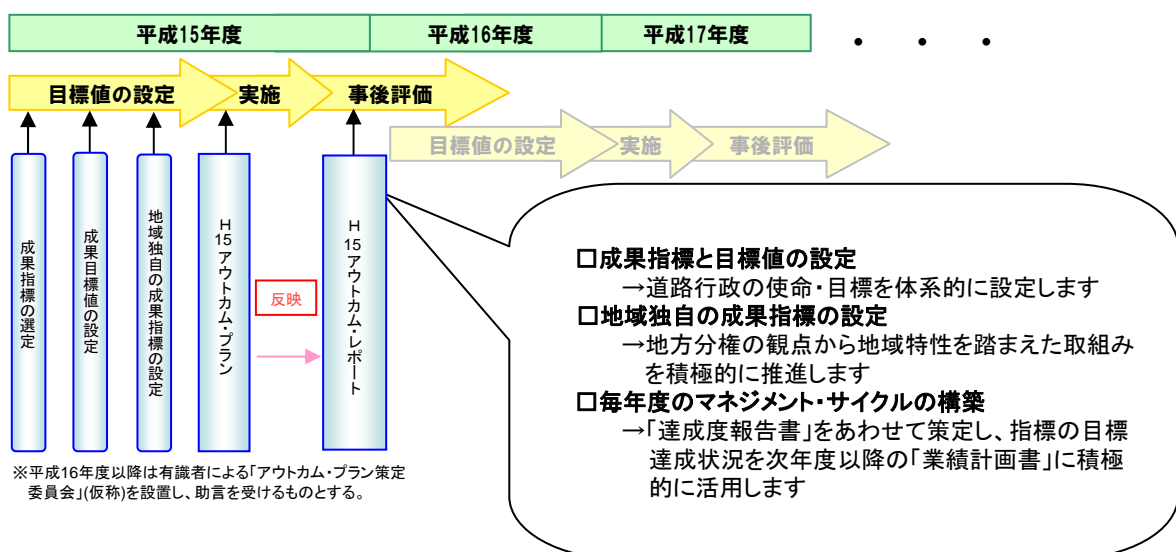 平成15年度
平成16年度
平成17年度
・ ・ ・
目標値の設定
実施
事後評価
目標値の設定
実施
事後評価
成果指標の選定
成果目標値の設定
地域独自の成果指標の設定
H15アウトカム・プラン
反映
H15アウトカム・レポート
□成果指標と目標値の設定
→道路行政の使命・目標を体系的に設定します
□地域独自の成果指標の設定
→地方分権の観点から地域特性を踏まえた取組み
を積極的に推進します
□毎年度のマネジメント・サイクルの構築
→「達成度報告書」をあわせて策定し、指標の目標
達成状況を次年度以降の「業績計画書」に積極
的に活用します
※平成16年度以降は有識者による「アウトカム・プラン策定
委員会」(仮称)を設置し、助言を受けるものとする。